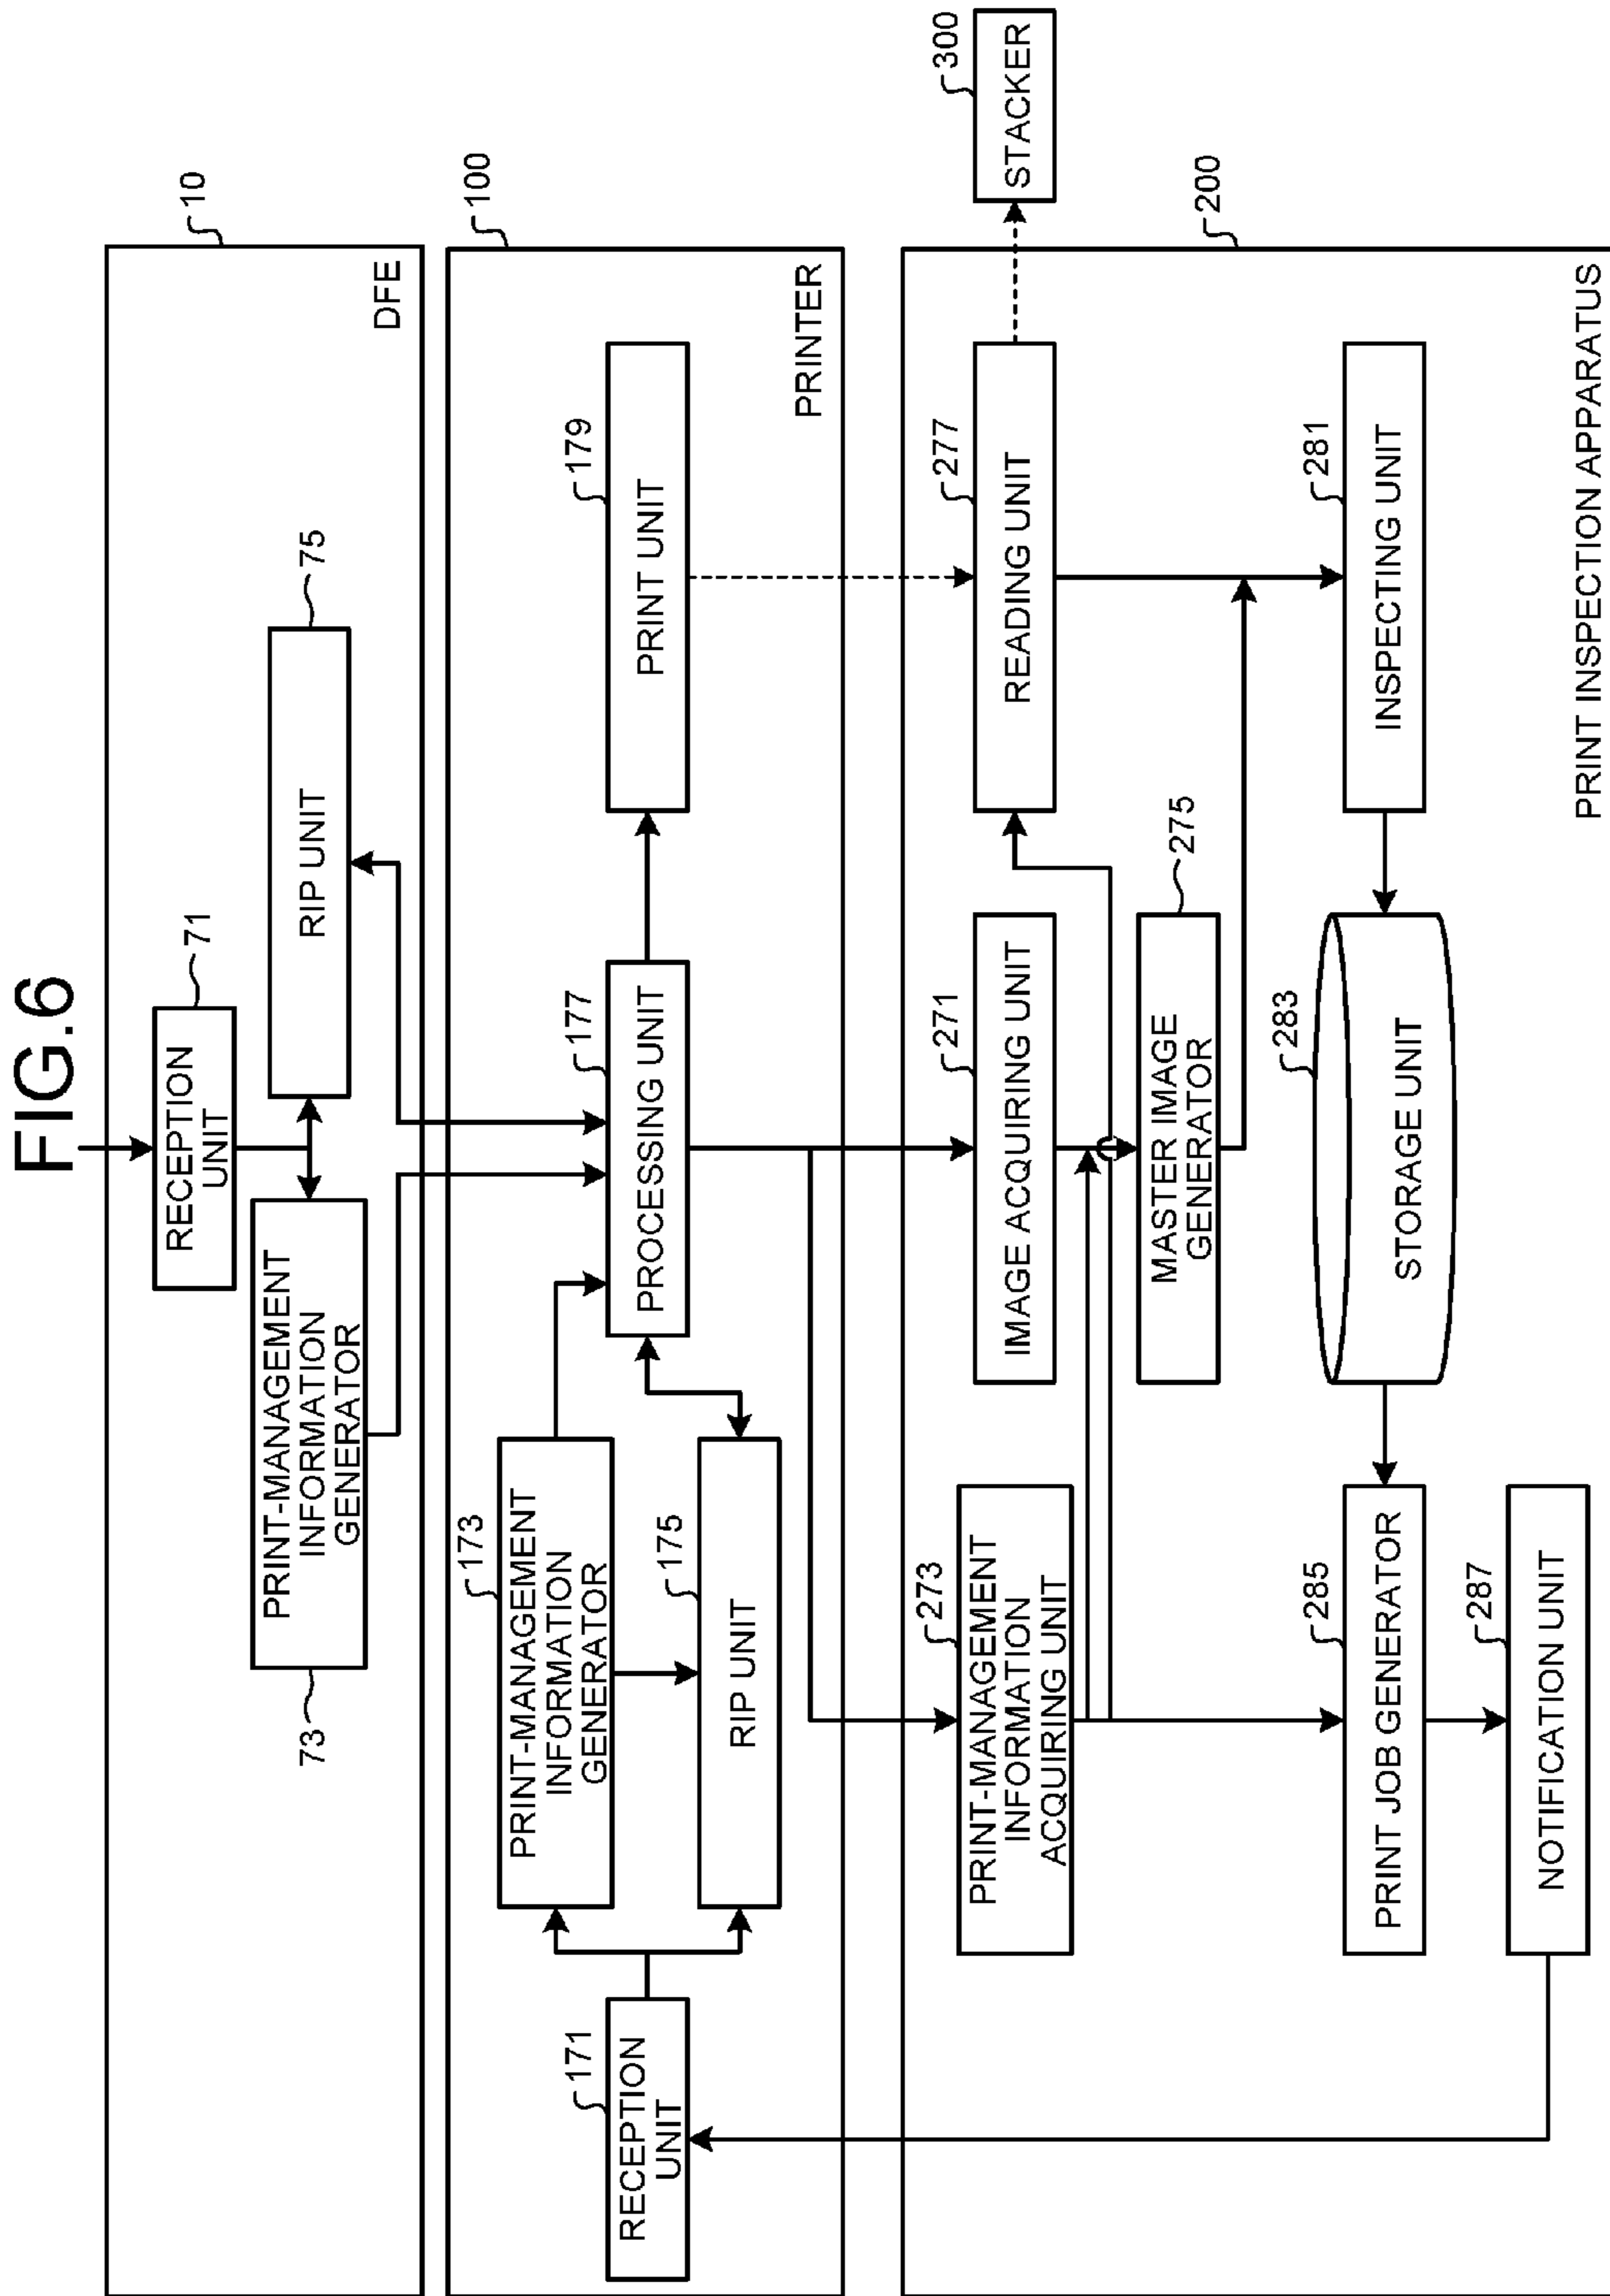 FIG.6
10
DFE
RECEPTION
UNIT
71
PRINT-MANAGEMENT
INFORMATION
GENERATOR
73
RIP UNIT
75
100
PRINTER
RECEPTION
UNIT
171
PRINT-MANAGEMENT
INFORMATION
GENERATOR
173
RIP UNIT
175
PROCESSING UNIT
177
PRINT UNIT
179
200
PRINT INSPECTION APPARATUS
PRINT-MANAGEMENT
INFORMATION
ACQUIRING UNIT
273
IMAGE ACQUIRING UNIT
271
MASTER IMAGE
GENERATOR
275
READING UNIT
277
STACKER
300
INSPECTING UNIT
281
STORAGE UNIT
283
PRINT JOB GENERATOR
285
NOTIFICATION UNIT
287